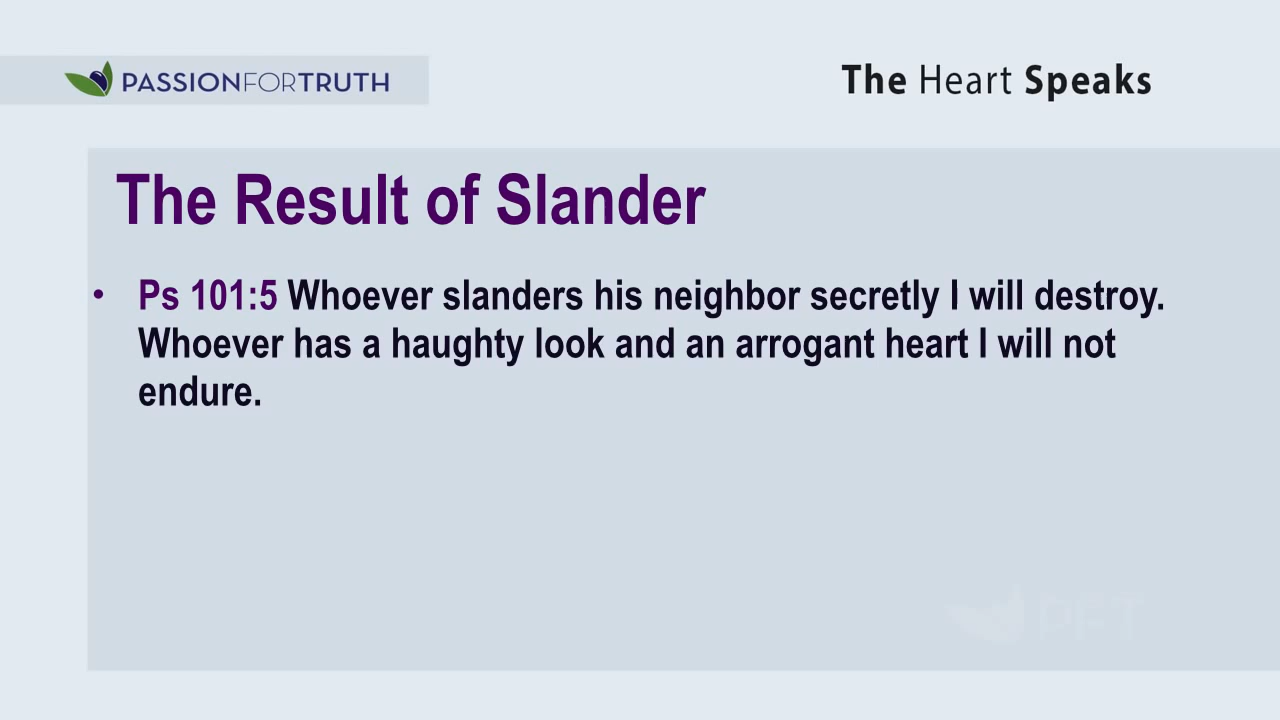 PASSIONFORTRUTH
The Heart Speaks
The Result of Slander
• Ps 101:5 Whoever slanders his neighbor secretly I will destroy.
Whoever has a haughty look and an arrogant heart I will not
endure.
PFT